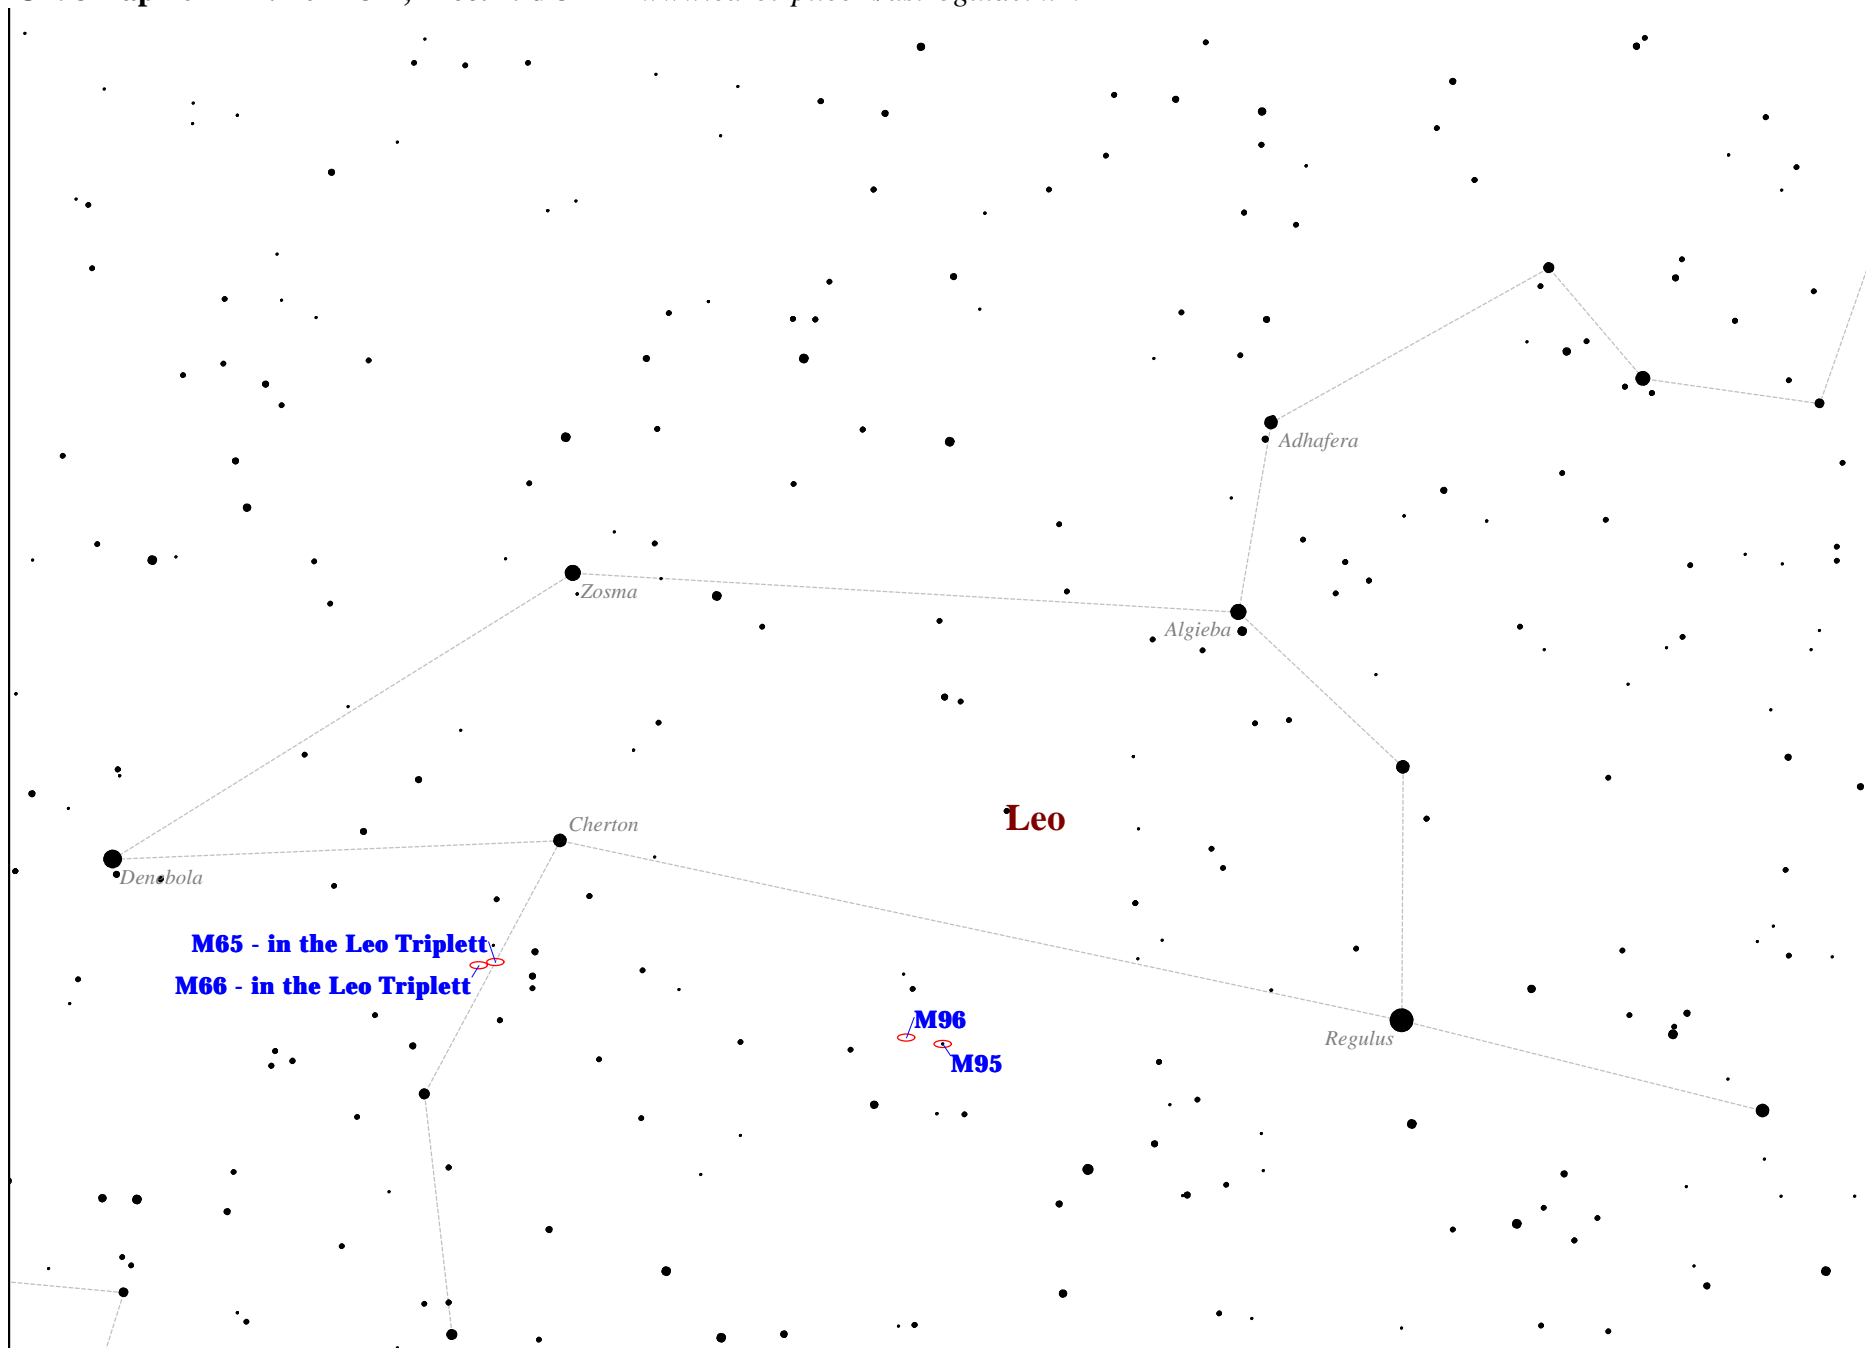 Adhafera
Zosma
Algieba
Leo
Cherton
Denebola
M65 - in the Leo Triplett
M66 - in the Leo Triplett
M96
Regulus
M95